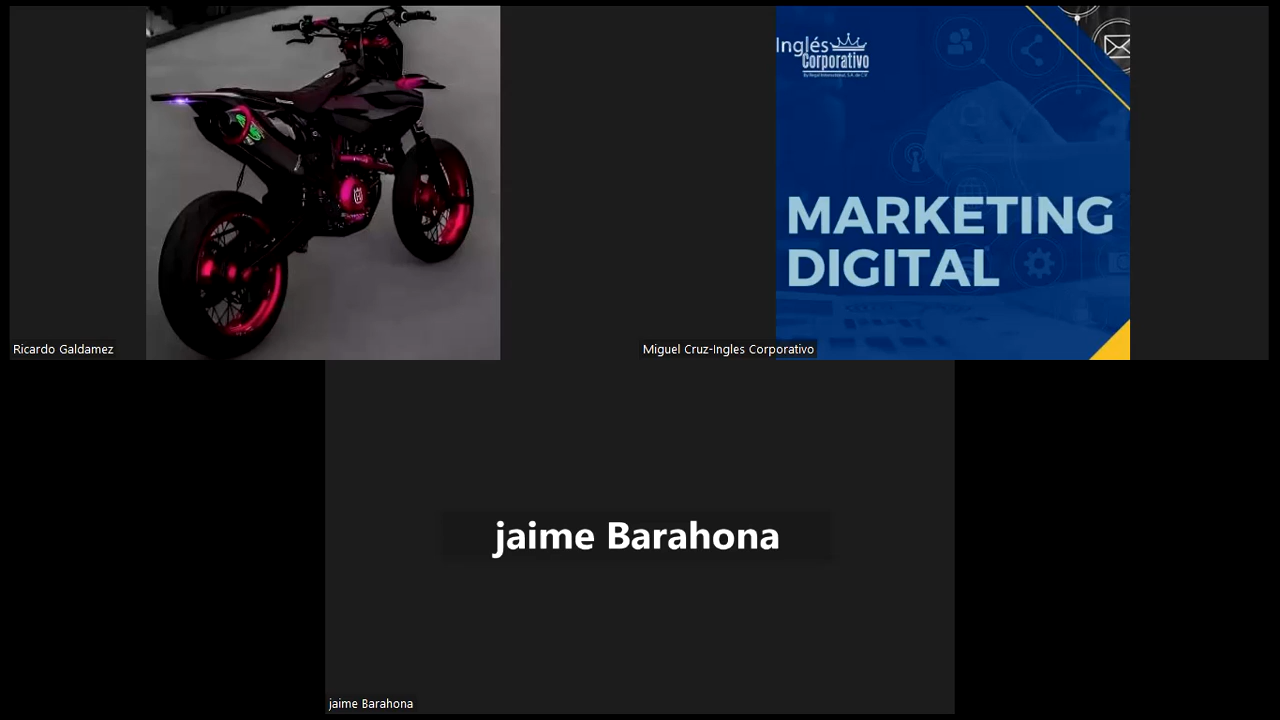 Inglés
Corporativo
MARKETING
DIGITAL
Ricardo Galdamez
Miguel Cruz-Ingles Corporativo
jaime Barahona
jaime Barahona